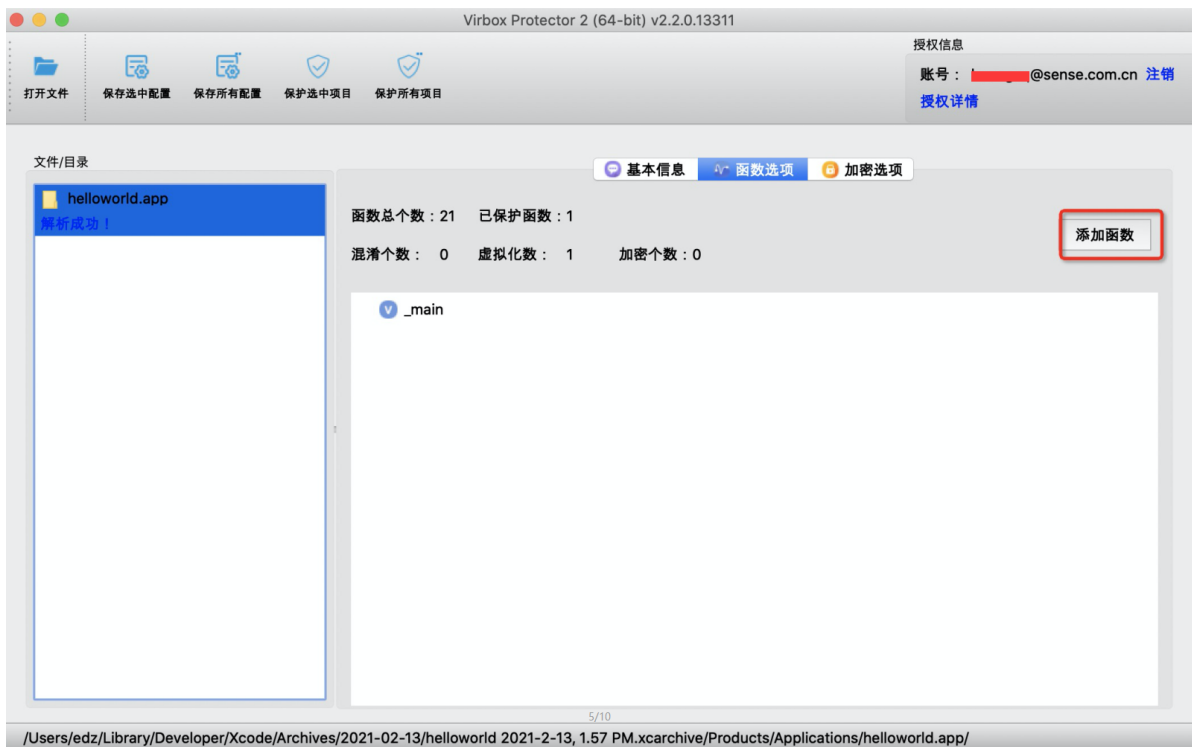 Virbox Protector 2 (64-bit) v2.2.0.13311
打开文件 保存选中配置 保存所有配置 保护选中项目 保护所有项目
授权信息
账号： @sense.com.cn 注销
授权详情
文件/目录
helloworld.app
解析成功！
基本信息 函数选项 加密选项
函数总个数：21 已保护函数：1
混淆个数： 0 虚拟化数： 1 加密个数：0
添加函数
V _main
5/10
/Users/edz/Library/Developer/Xcode/Archives/2021-02-13/helloworld 2021-2-13, 1.57 PM.xcarchive/Products/Applications/helloworld.app/